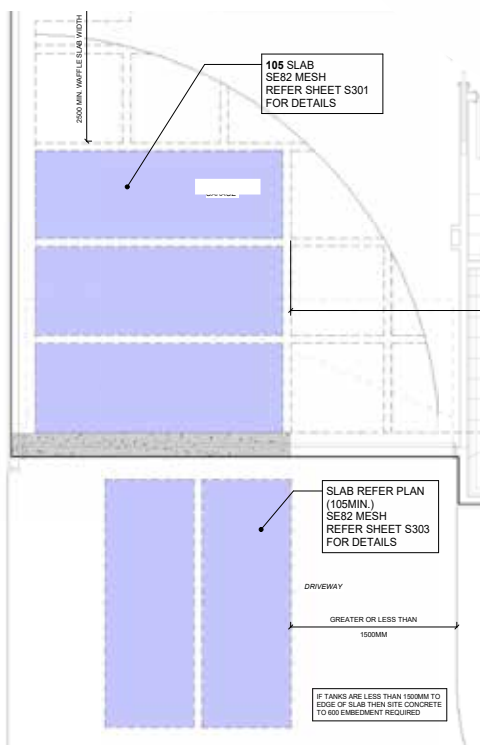 2500 MIN. WAFFLE SLAB WIDTH
105 SLAB
SE82 MESH
REFER SHEET S301
FOR DETAILS
SLAB REFER PLAN
(105MIN.)
SE82 MESH
REFER SHEET S303
FOR DETAILS
DRIVEWAY
GREATER OR LESS THAN
1500MM
IF TANKS ARE LESS THAN 1500MM TO
EDGE OF SLAB THEN SITE CONCRETE
TO 600 EMBEDMENT REQUIRED